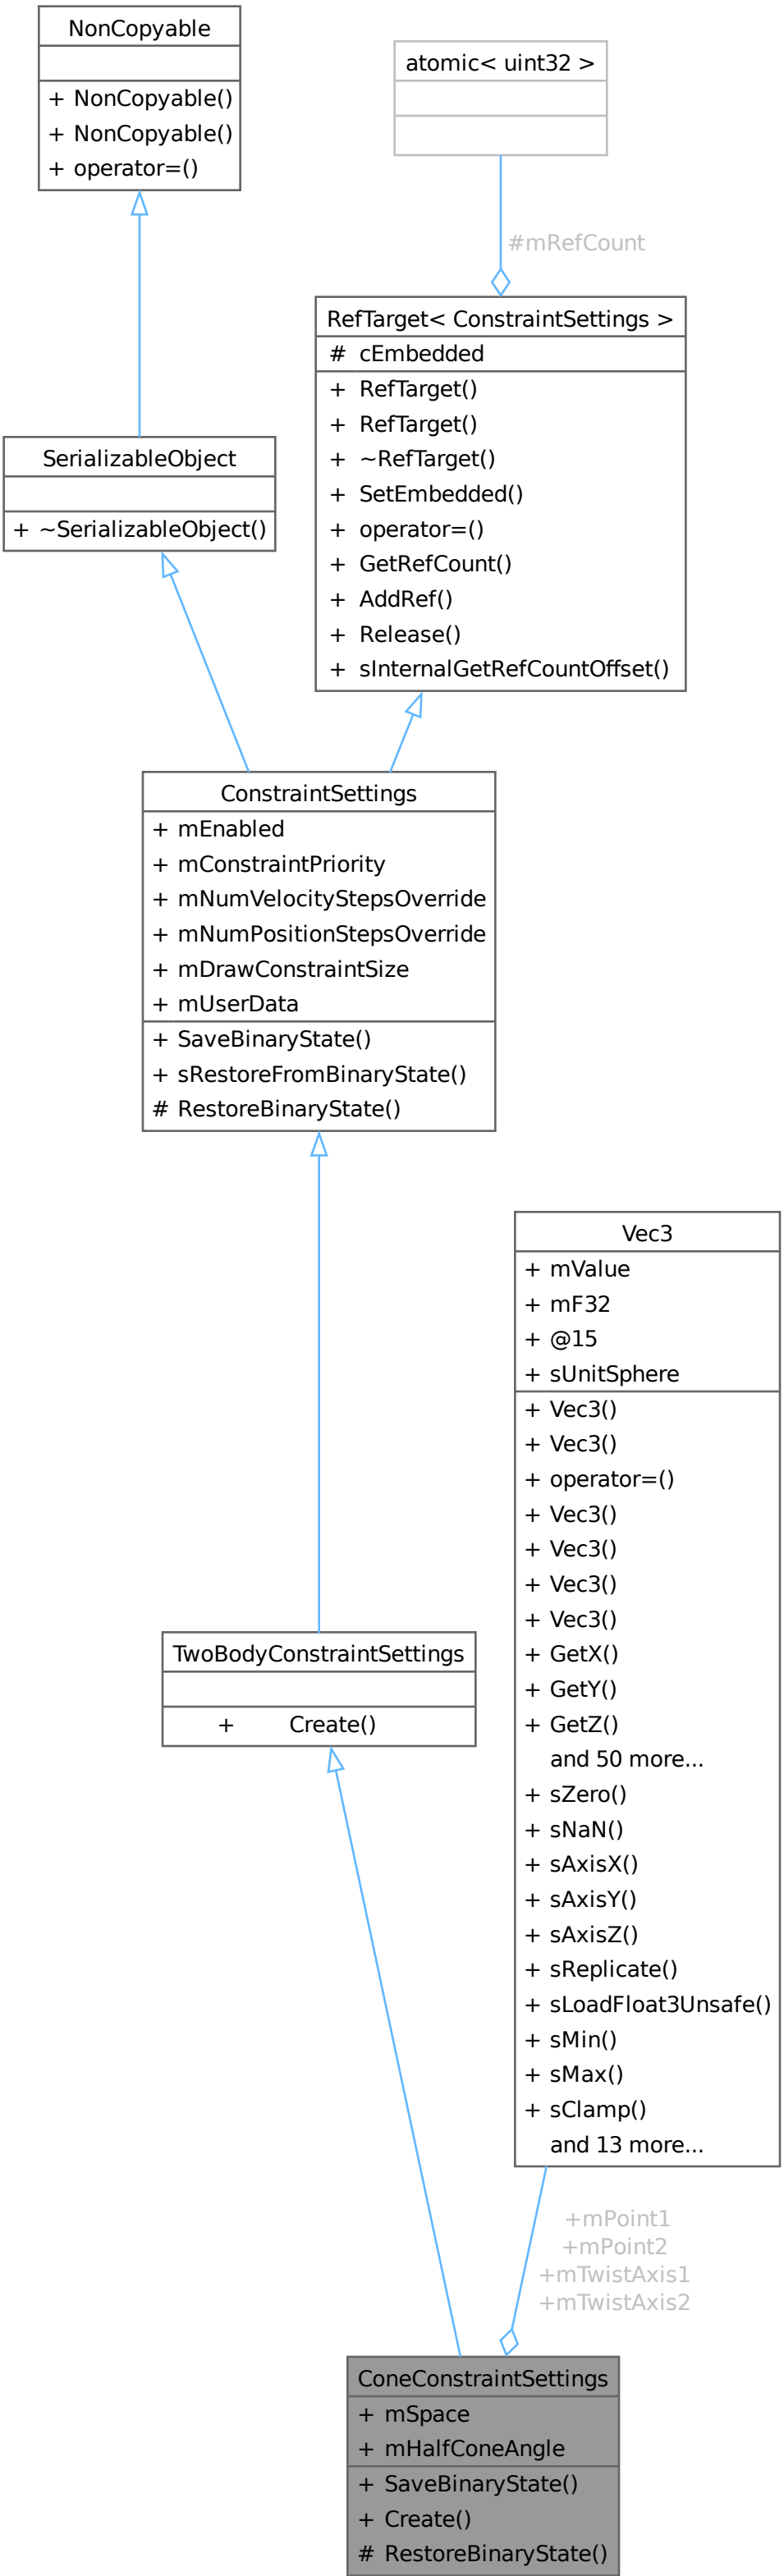 NonCopyable
+ NonCopyable()
+ NonCopyable()
+ operator=()
atomic< uint32 >
#mRefCount
RefTarget< ConstraintSettings >
# cEmbedded
+ RefTarget()
+ RefTarget()
+ ~RefTarget()
+ SetEmbedded()
+ operator=()
+ GetRefCount()
+ AddRef()
+ Release()
+ sInternalGetRefCountOffset()
SerializableObject
+ ~SerializableObject()
ConstraintSettings
+ mEnabled
+ mConstraintPriority
+ mNumVelocityStepsOverride
+ mNumPositionStepsOverride
+ mDrawConstraintSize
+ mUserData
+ SaveBinaryState()
+ sRestoreFromBinaryState()
# RestoreBinaryState()
Vec3
+ mValue
+ mF32
+ @15
+ sUnitSphere
+ Vec3()
+ Vec3()
+ operator=()
+ Vec3()
+ Vec3()
+ Vec3()
+ Vec3()
+ GetX()
+ GetY()
+ GetZ()
and 50 more...
+ sZero()
+ sNaN()
+ sAxisX()
+ sAxisY()
+ sAxisZ()
+ sReplicate()
+ sLoadFloat3Unsafe()
+ sMin()
+ sMax()
+ sClamp()
and 13 more...
TwoBodyConstraintSettings
+ Create()
+mPoint1
+mPoint2
+mTwistAxis1
+mTwistAxis2
ConeConstraintSettings
+ mSpace
+ mHalfConeAngle
+ SaveBinaryState()
+ Create()
# RestoreBinaryState()